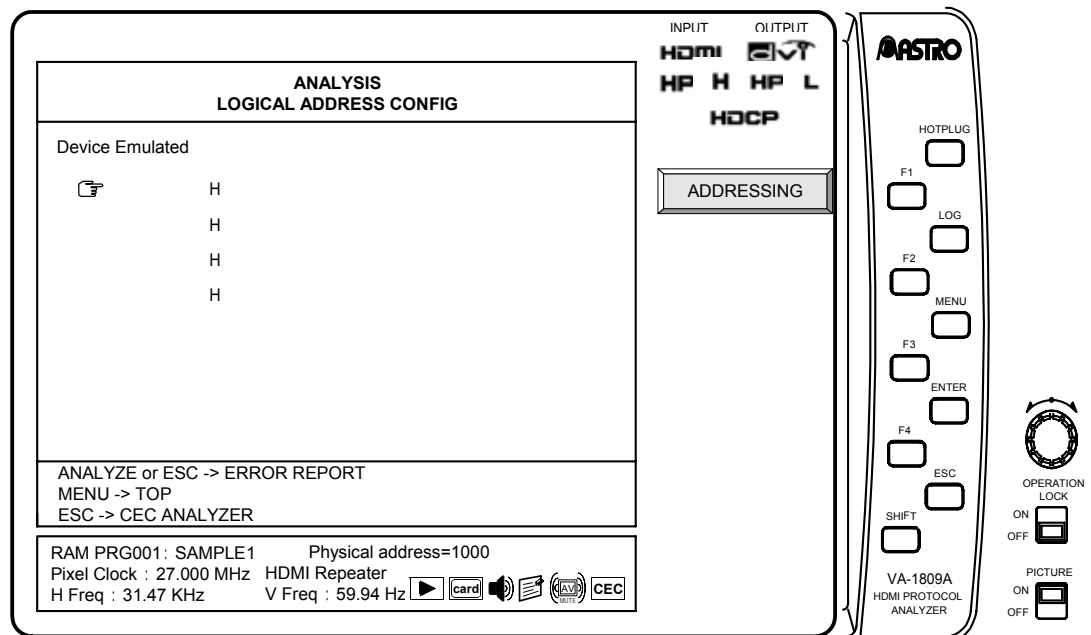 INPUT OUTPUT
HDMI DVI
HP H HP L
HDCP
ANALYSIS
LOGICAL ADDRESS CONFIG
Device Emulated
H
H
H
H
ADDRESSING
ANALYZE or ESC -> ERROR REPORT
MENU -> TOP
ESC -> CEC ANALYZER
RAM PRG001: SAMPLE1 Physical address=1000
Pixel Clock : 27.000 MHz HDMI Repeater
H Freq : 31.47 KHz V Freq : 59.94 Hz card AV MUTE CEC
ASTRO
HOTPLUG
F1
LOG
F2
MENU
F3
ENTER
F4
ESC
SHIFT
VA-1809A
HDMI PROTOCOL
ANALYZER
OPERATION
LOCK
ON
OFF
PICTURE
ON
OFF